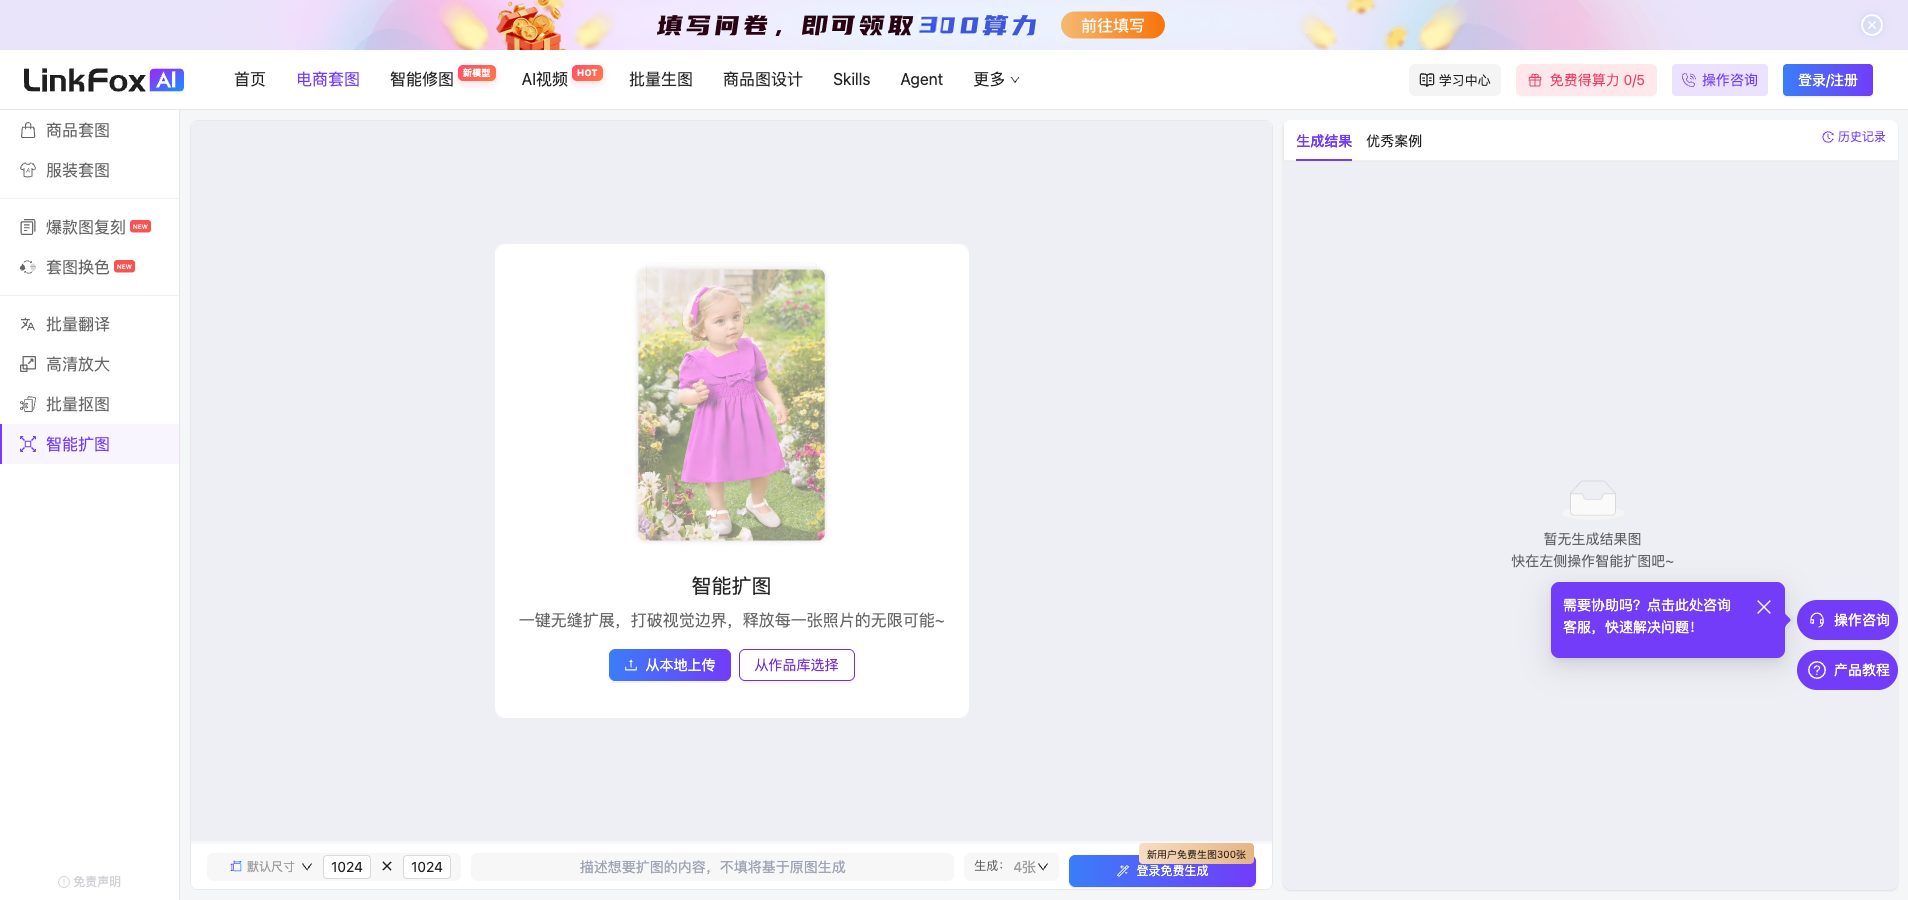 填写问卷，即可领取300算力
前往填写
LinkFox AI
首页
电商套图
智能修图
新模型
AI视频
HOT
批量生图
商品图设计
Skills
Agent
更多
学习中心
免费得算力 0/5
操作咨询
登录/注册
商品套图
服装套图
爆款图复刻
NEW
套图换色
NEW
批量翻译
高清放大
批量抠图
智能扩图
免责声明
智能扩图
一键无缝扩展，打破视觉边界，释放每一张照片的无限可能~
从本地上传
从作品库选择
默认尺寸
1024
×
1024
描述想要扩图的内容，不填将基于原图生成
生成：
4张
新用户免费生图300张
登录免费生成
生成结果
优秀案例
历史记录
暂无生成结果图
快在左侧操作智能扩图吧~
需要协助吗？点击此处咨询
客服，快速解决问题！
操作咨询
产品教程